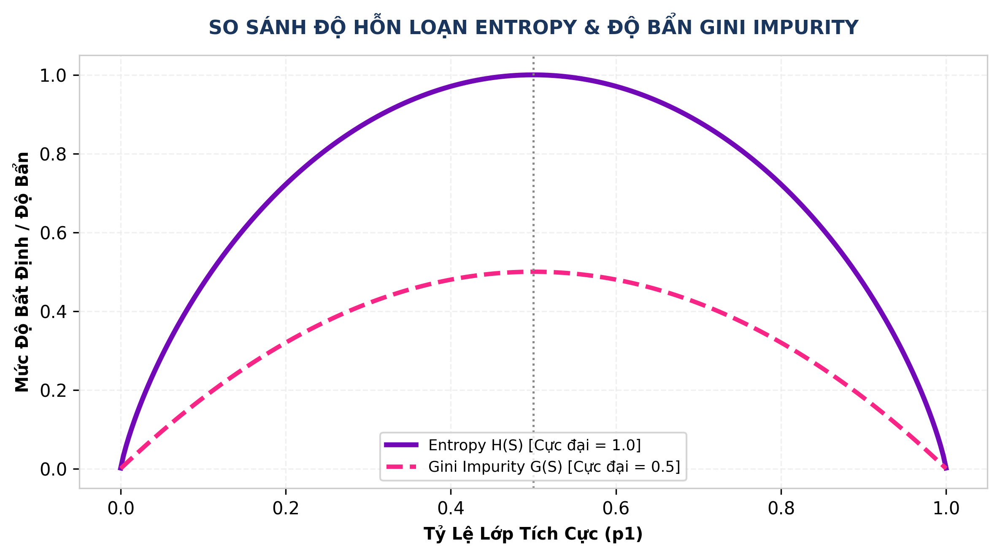 SO SÁNH ĐỘ HỖN LOẠN ENTROPY & ĐỘ BẨN GINI IMPURITY
Mức Độ Bất Định / Độ Bẩn
1.0
0.8
0.6
0.4
0.2
0.0
Entropy H(S) [Cực đại = 1.0]
Gini Impurity G(S) [Cực đại = 0.5]
0.0 0.2 0.4 0.6 0.8 1.0
Tỷ Lệ Lớp Tích Cực (p1)